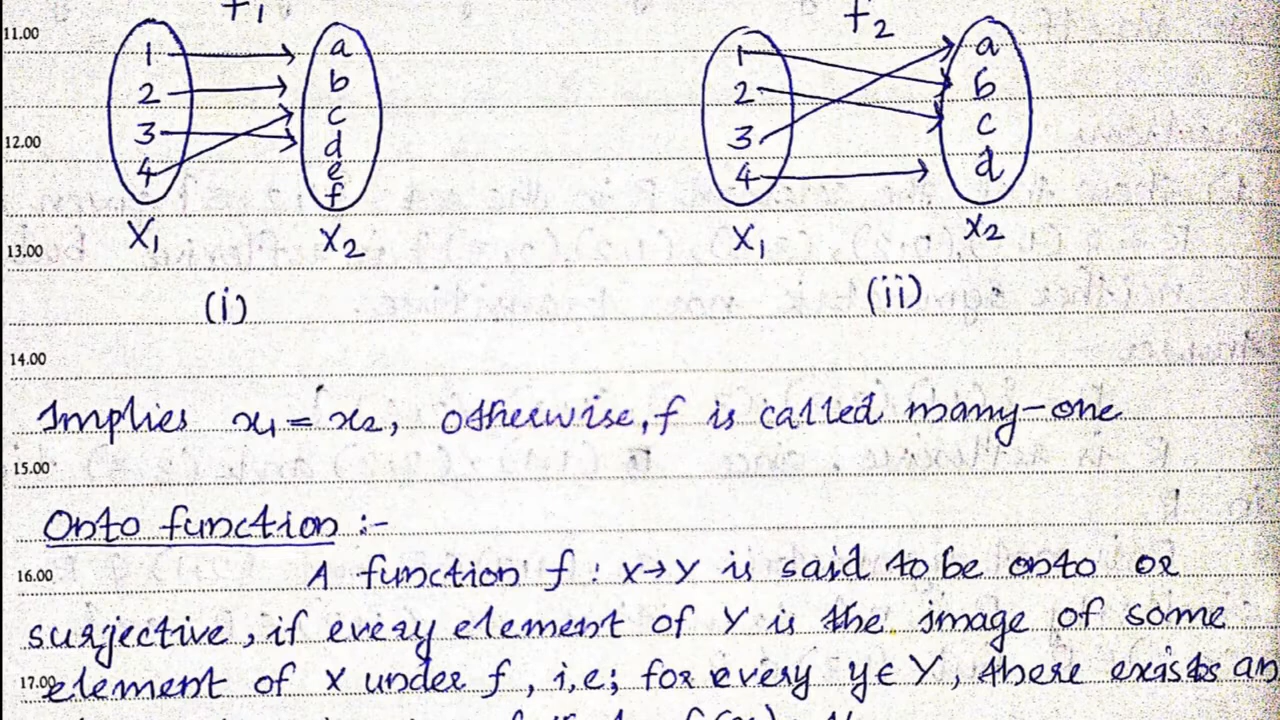 11.00
f1 f2
1 a 1 a
2 b 2 b
3 c 3 c
4 d 4 d
e
f
12.00
X1 X2 X1 X2
13.00
(i) (ii)
14.00
Implies x1 = x2, otherwise, f is called many-one
15.00
Onto function :-
16.00
A function f : X→Y is said to be onto or
surjective, if every element of Y is the image of some
17.00
element of X under f, i.e; for every y∈Y, there exists an